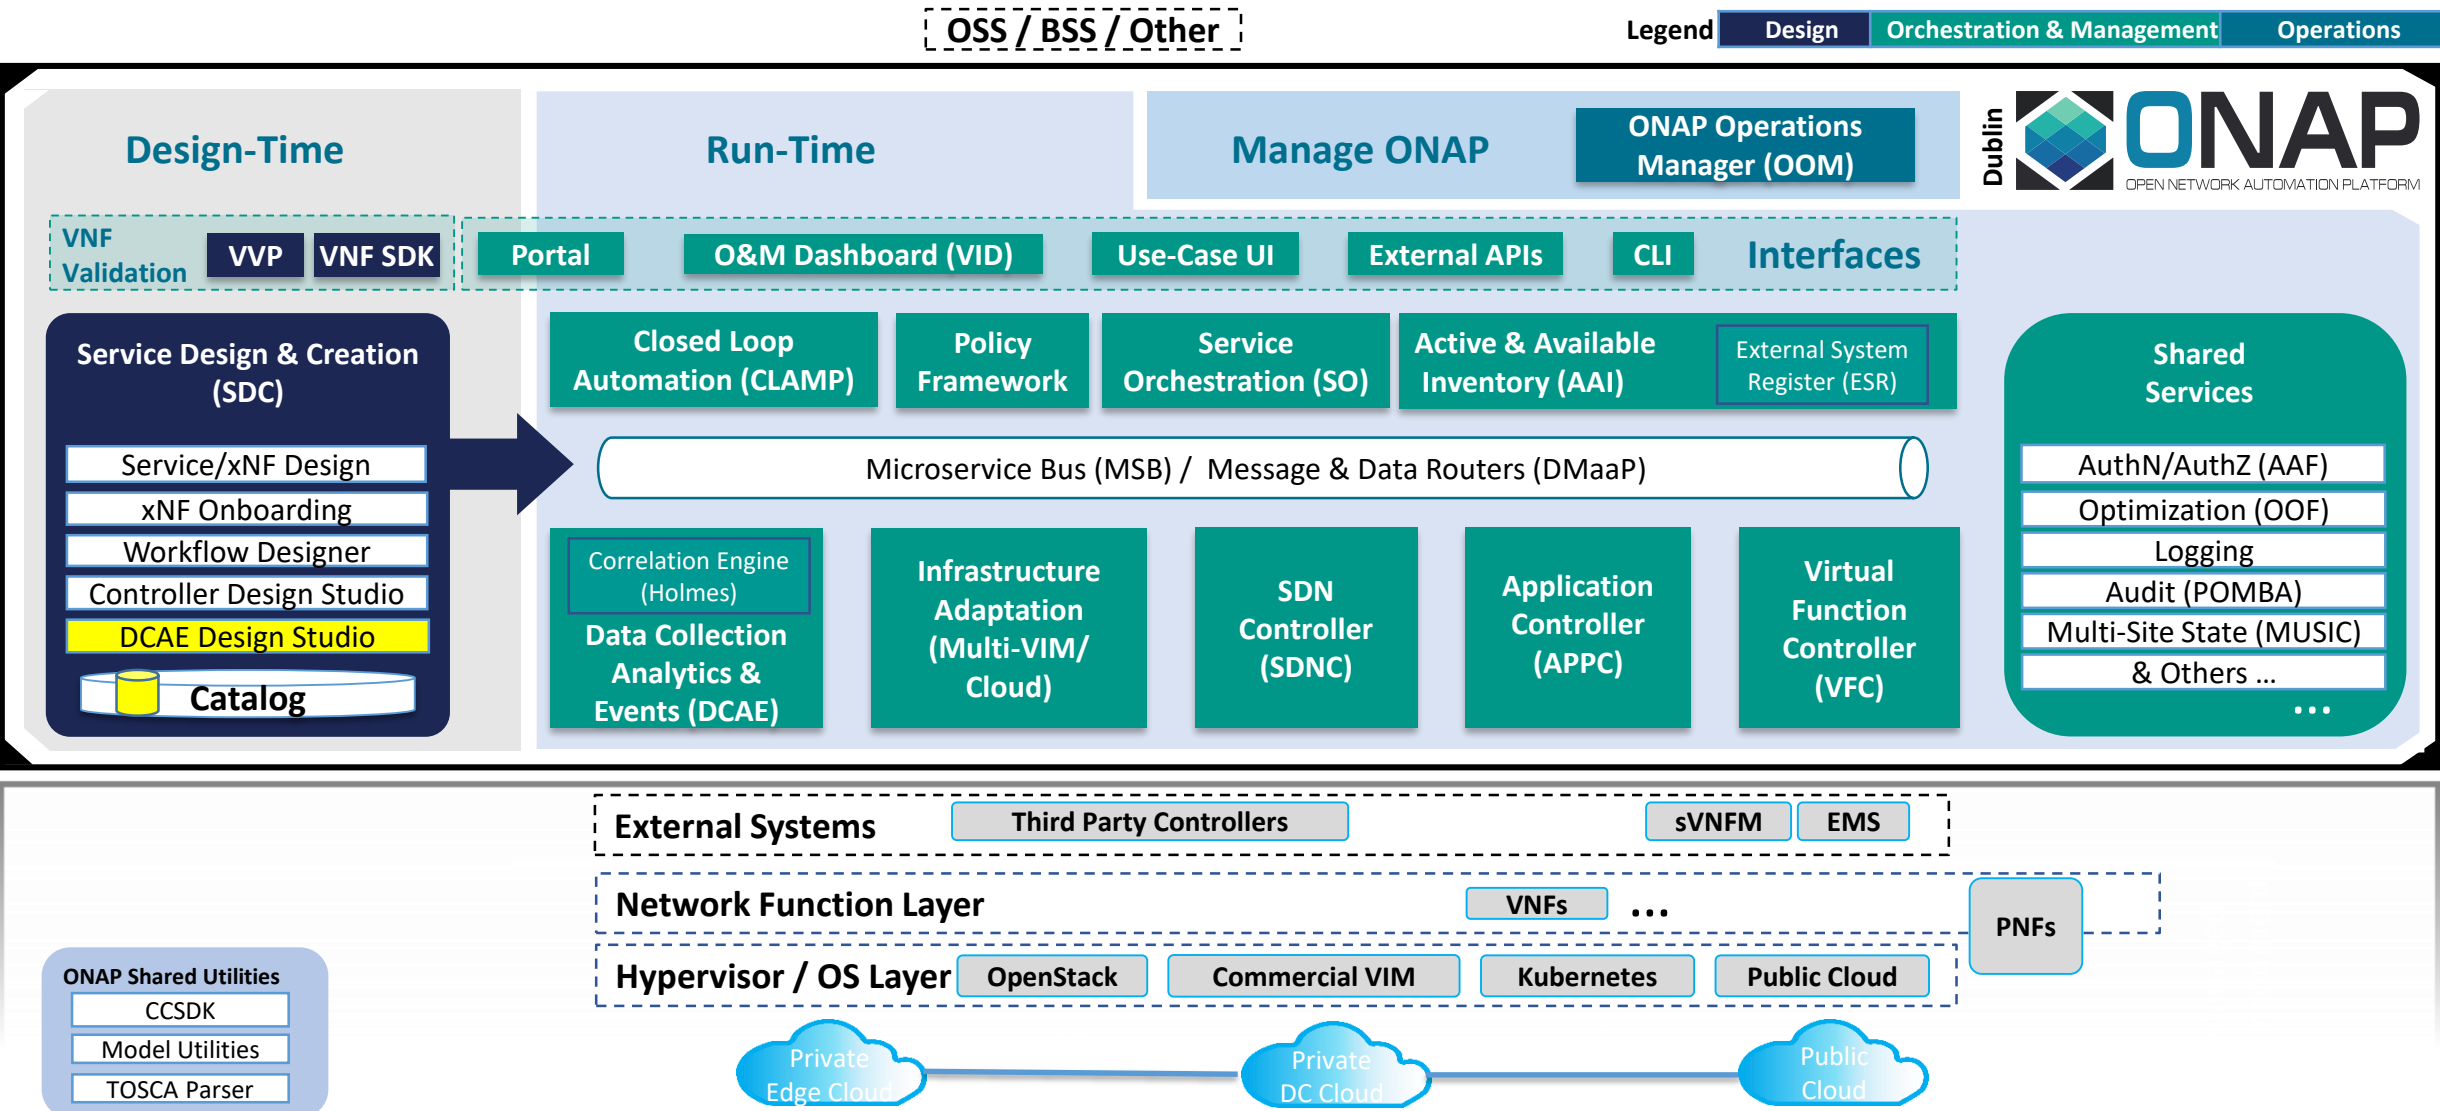 OSS / BSS / Other
Legend
Design
Orchestration & Management
Operations
Design-Time
Run-Time
Manage ONAP
ONAP Operations
Manager (OOM)
Dublin
ONAP
OPEN NETWORK AUTOMATION PLATFORM
VNF
Validation
VVP
VNF SDK
Portal
O&M Dashboard (VID)
Use-Case UI
External APIs
CLI
Interfaces
Service Design & Creation
(SDC)
Service/xNF Design
xNF Onboarding
Workflow Designer
Controller Design Studio
DCAE Design Studio
Catalog
Closed Loop
Automation (CLAMP)
Policy
Framework
Service
Orchestration (SO)
Active & Available
Inventory (AAI)
External System
Register (ESR)
Microservice Bus (MSB) / Message & Data Routers (DMaaP)
Correlation Engine
(Holmes)
Data Collection
Analytics &
Events (DCAE)
Infrastructure
Adaptation
(Multi-VIM/
Cloud)
SDN
Controller
(SDNC)
Application
Controller
(APPC)
Virtual
Function
Controller
(VFC)
Shared
Services
AuthN/AuthZ (AAF)
Optimization (OOF)
Logging
Audit (POMBA)
Multi-Site State (MUSIC)
& Others ...
...
External Systems
Third Party Controllers
sVNFM
EMS
Network Function Layer
VNFs
...
PNFs
Hypervisor / OS Layer
OpenStack
Commercial VIM
Kubernetes
Public Cloud
ONAP Shared Utilities
CCSDK
Model Utilities
TOSCA Parser
Private
Edge Cloud
Private
DC Cloud
Public
Cloud